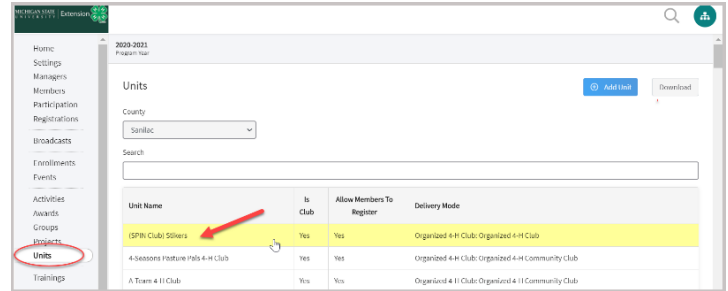 MICHIGAN STATE
UNIVERSITY Extension
Home
Settings
Managers
Members
Participation
Registrations
Broadcasts
Enrollments
Events
Activities
Awards
Groups
Projects
Units
Trainings
2020-2021
Program Year
Units
Add Unit
Download
County
Sanilac
Search
Unit Name Is Club Allow Members To Register Delivery Mode
(SPIN Club) Stikers Yes Yes Organized 4-H Club: Organized 4-H Club
4-Seasons Pasture Pals 4-H Club Yes Yes Organized 4-H Club: Organized 4-H Community Club
A Team 4-H Club Yes Yes Organized 4-H Club: Organized 4-H Community Club